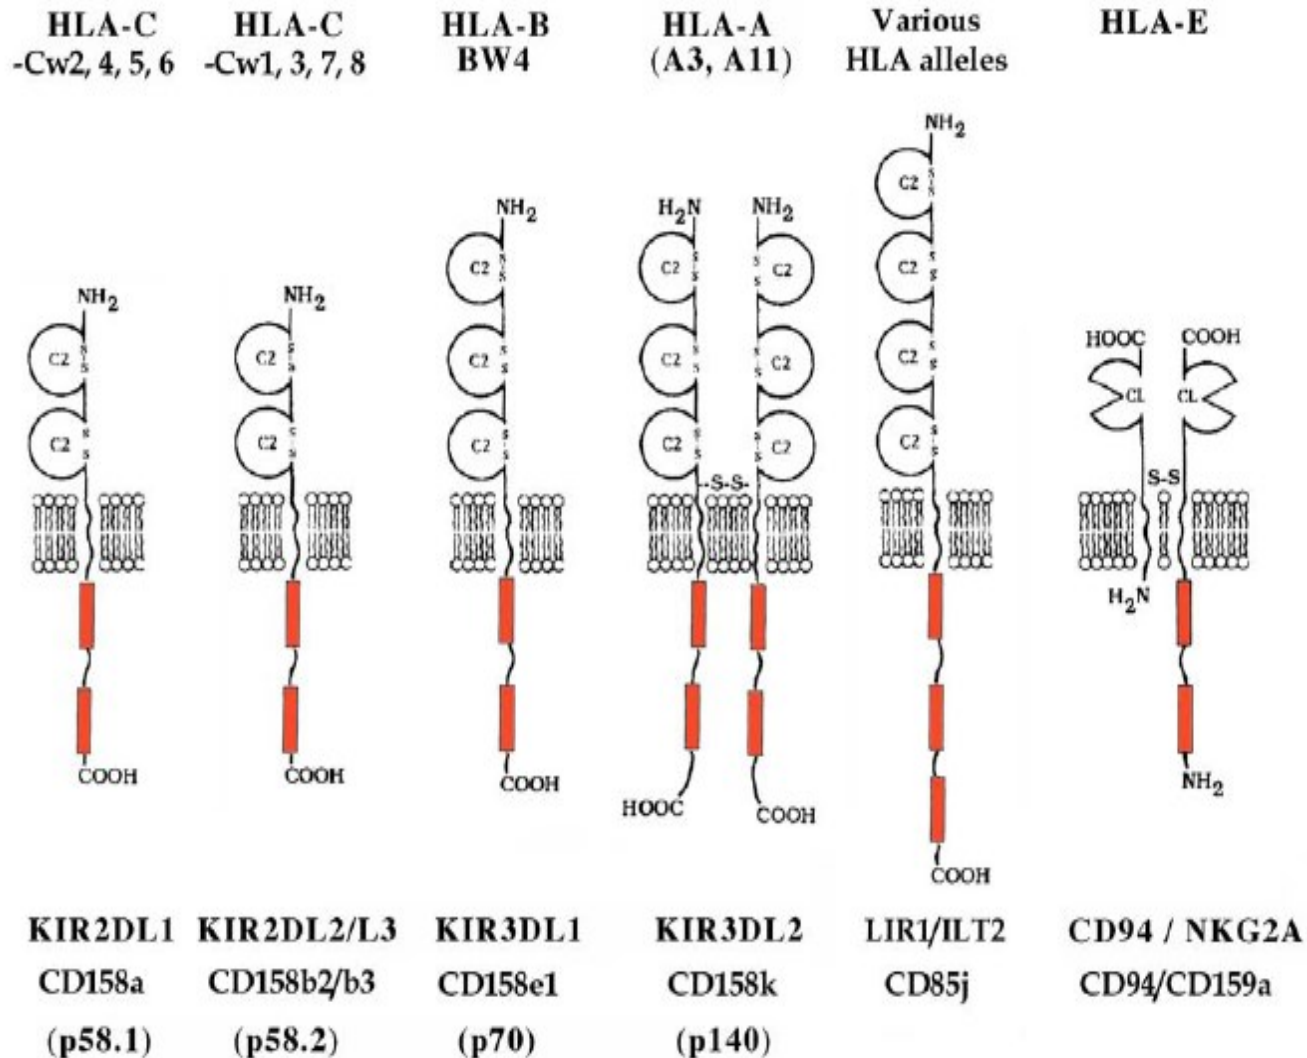 HLA-C
-Cw2, 4, 5, 6
HLA-C
-Cw1, 3, 7, 8
HLA-B
BW4
HLA-A
(A3, A11)
Various
HLA alleles
HLA-E
NH2
C2
S-S
C2
S-S
COOH
NH2
C2
S-S
C2
S-S
COOH
NH2
C2
S-S
C2
S-S
C2
S-S
COOH
H2N
NH2
C2
S-S
S-S
C2
C2
S-S
S-S
C2
C2
S-S
S-S
C2
-S-S-
HOOC
COOH
NH2
C2
S-S
C2
S-S
C2
S-S
C2
S-S
COOH
HOOC
COOH
CL
CL
S-S
H2N
NH2
KIR2DL1
CD158a
(p58.1)
KIR2DL2/L3
CD158b2/b3
(p58.2)
KIR3DL1
CD158e1
(p70)
KIR3DL2
CD158k
(p140)
LIR1/ILT2
CD85j
CD94 / NKG2A
CD94/CD159a